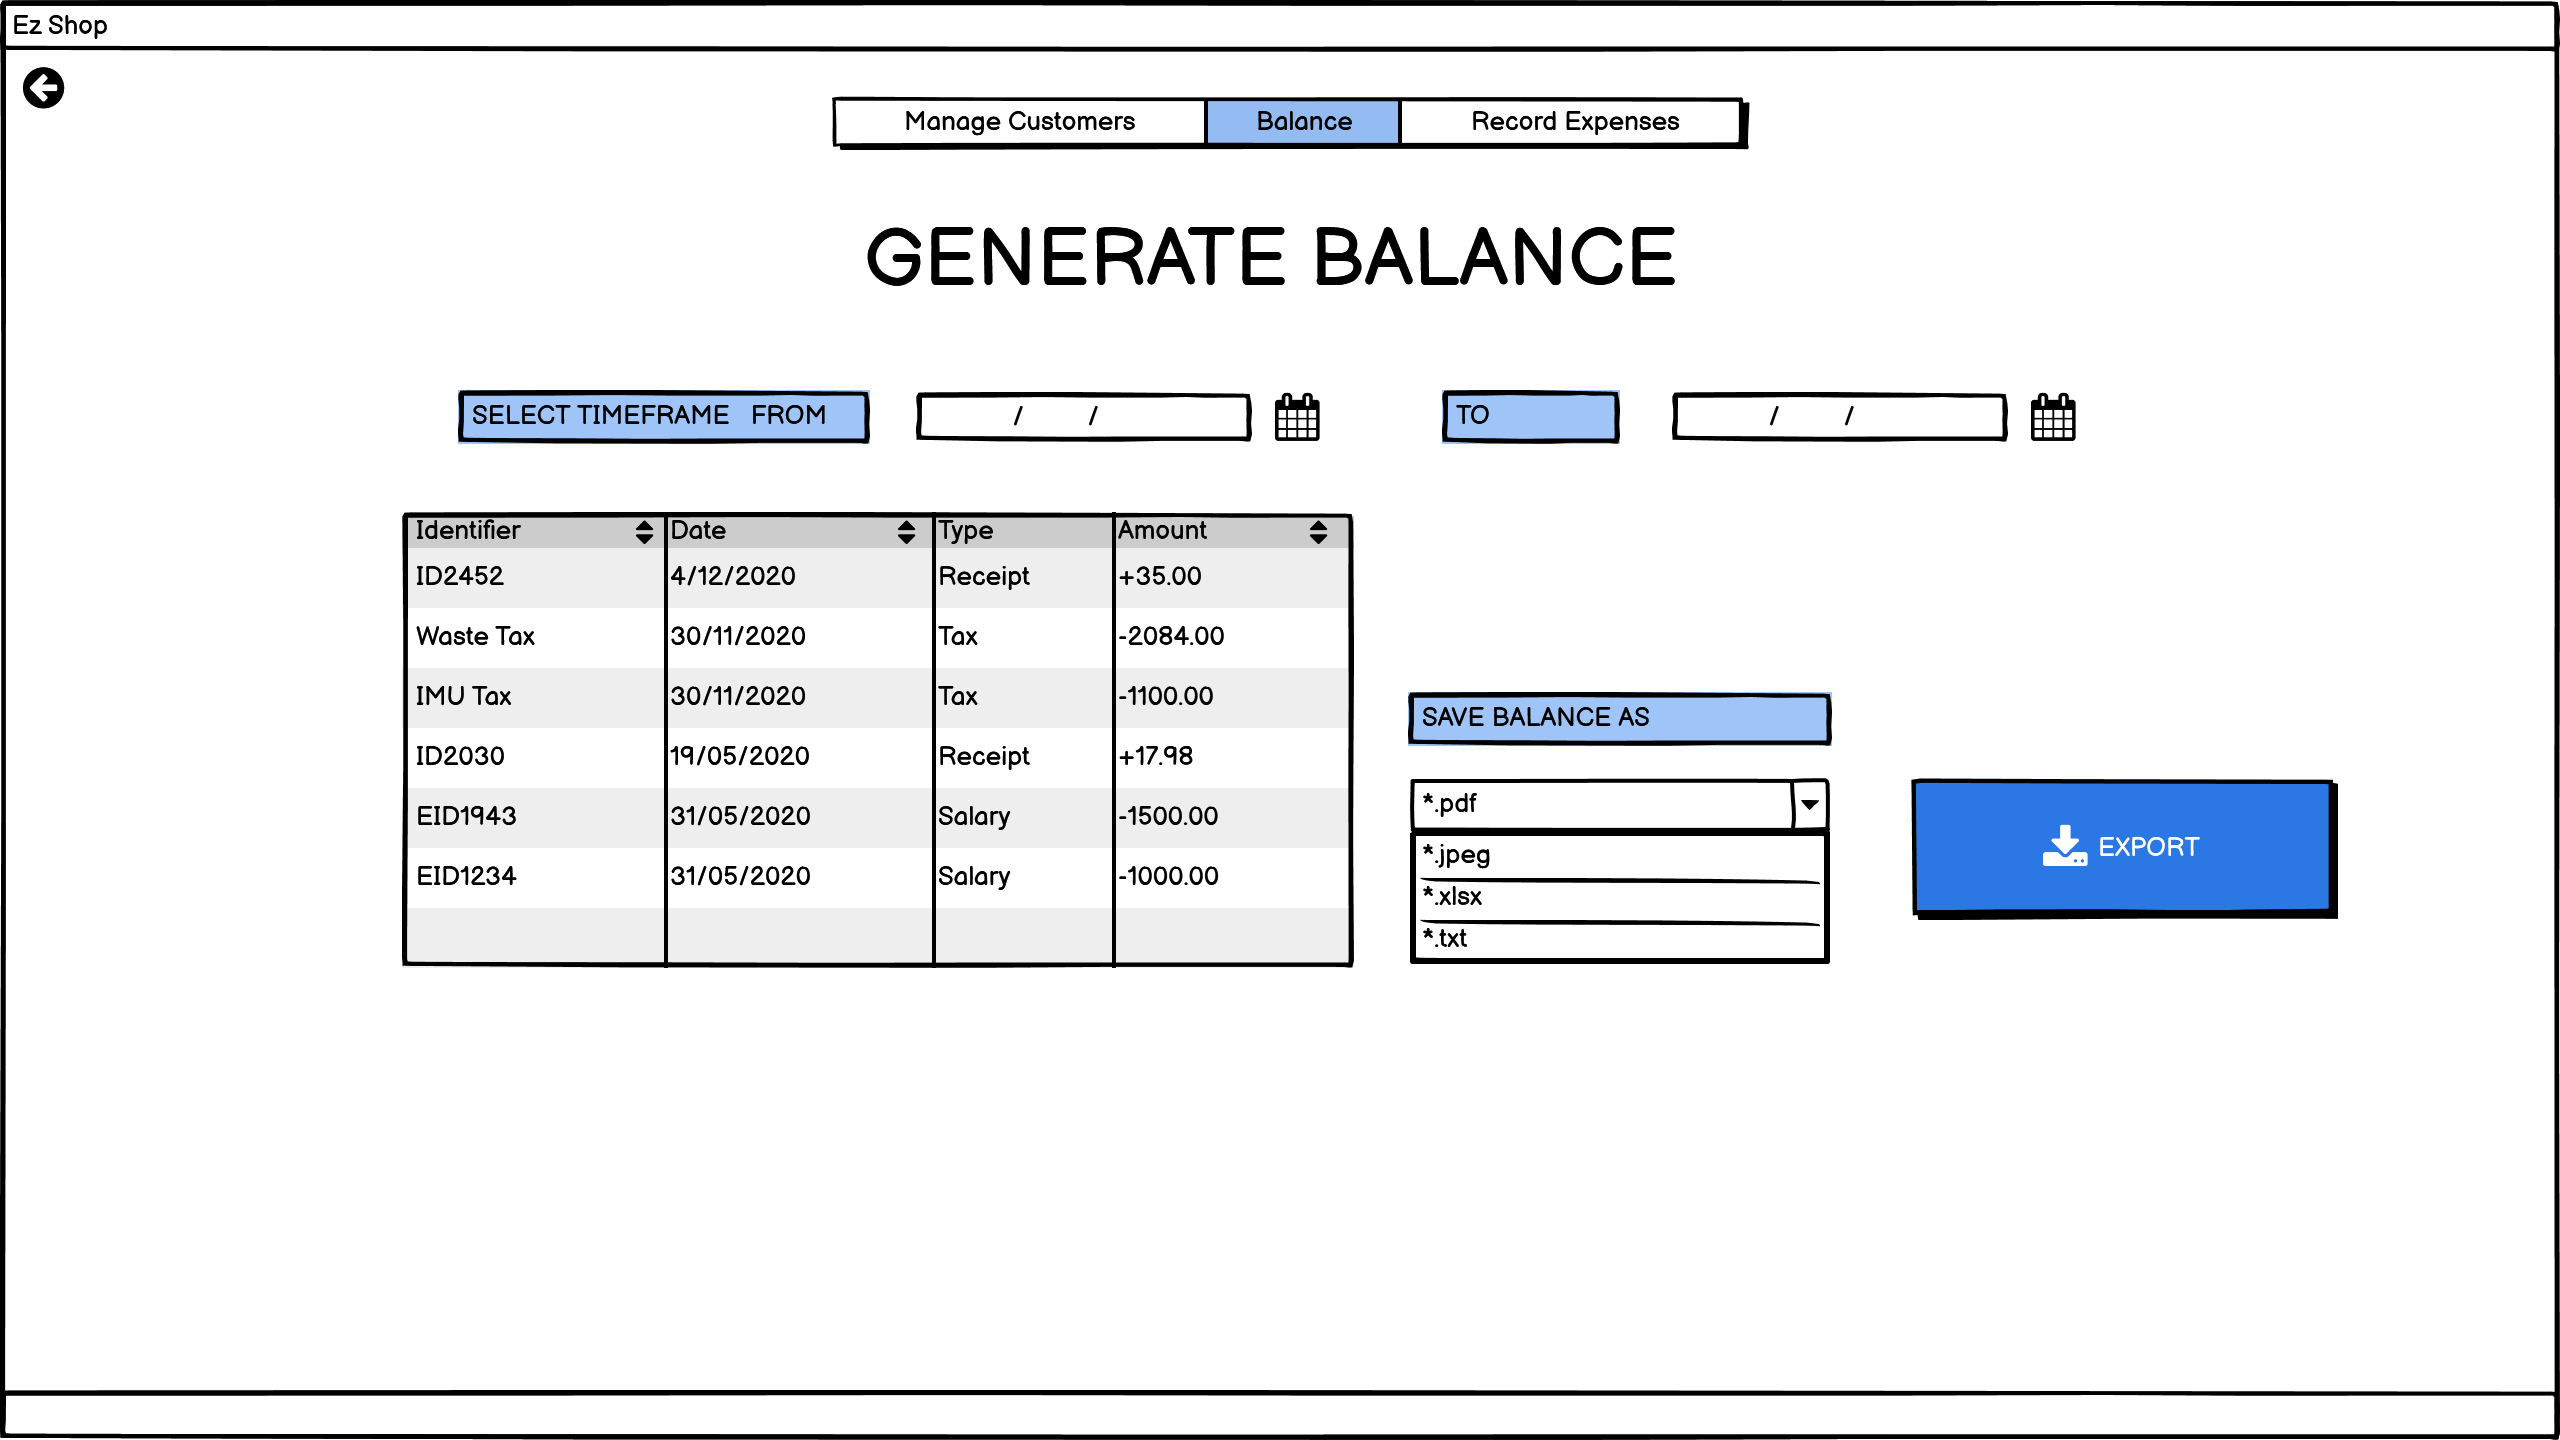 Ez Shop
Manage Customers Balance Record Expenses
GENERATE BALANCE
SELECT TIMEFRAME FROM / / TO / /
Identifier Date Type Amount
ID2452 4/12/2020 Receipt +35.00
Waste Tax 30/11/2020 Tax -2084.00
IMU Tax 30/11/2020 Tax -1100.00
ID2030 19/05/2020 Receipt +17.98
EID1943 31/05/2020 Salary -1500.00
EID1234 31/05/2020 Salary -1000.00
SAVE BALANCE AS
*.pdf
*.jpeg
*.xlsx
*.txt
EXPORT